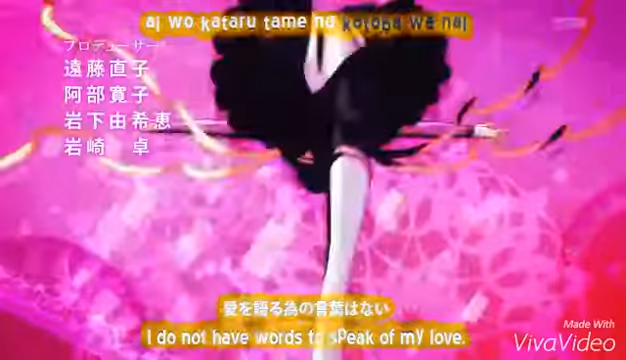 ai wo kataru tame no kotoba wa nai
プロデューサー
遠藤直子
阿部寛子
岩下由希恵
岩崎 卓
愛を語る為の言葉はない
I do not have words to speak of my love.
Made With
VivaVideo